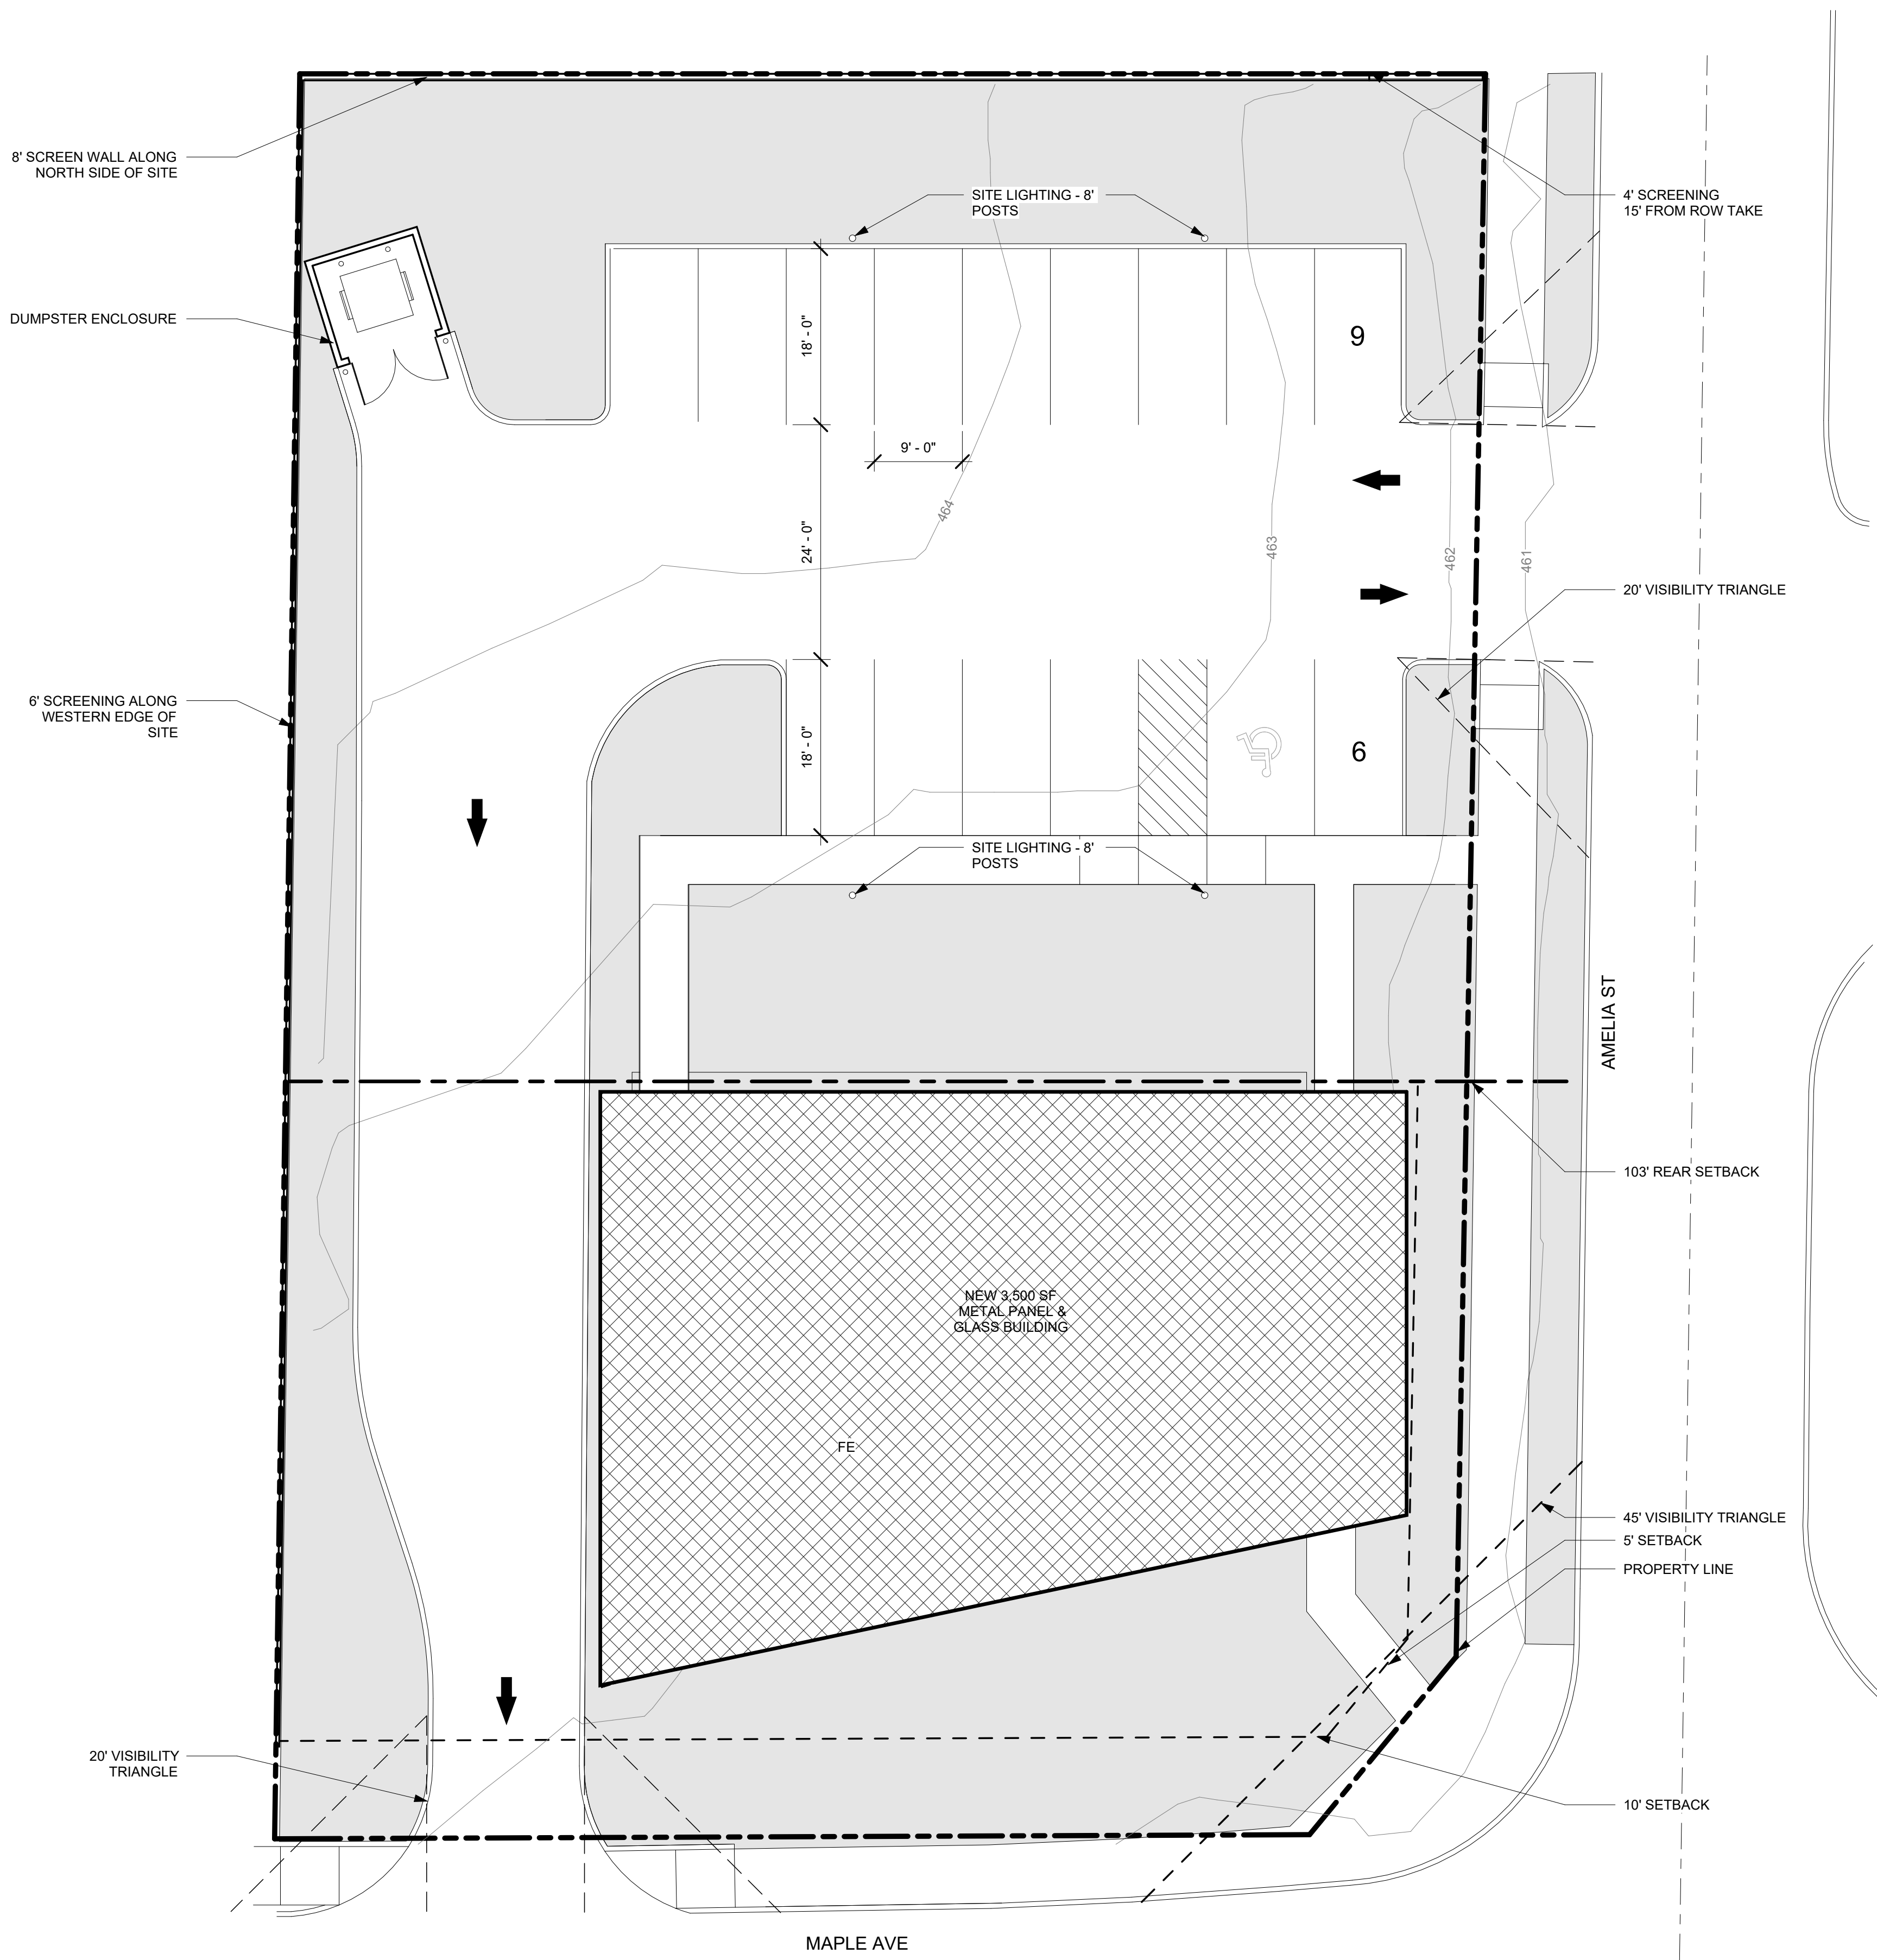 8' SCREEN WALL ALONG
NORTH SIDE OF SITE
SITE LIGHTING - 8'
POSTS
4' SCREENING
15' FROM ROW TAKE
DUMPSTER ENCLOSURE
18' - 0"
9
9' - 0"
464
24' - 0"
463
462
461
20' VISIBILITY TRIANGLE
6' SCREENING ALONG
WESTERN EDGE OF
SITE
18' - 0"
6
SITE LIGHTING - 8'
POSTS
AMELIA ST
103' REAR SETBACK
NEW 3,500 SF
METAL PANEL &
GLASS BUILDING
FE
45' VISIBILITY TRIANGLE
5' SETBACK
PROPERTY LINE
20' VISIBILITY
TRIANGLE
10' SETBACK
MAPLE AVE